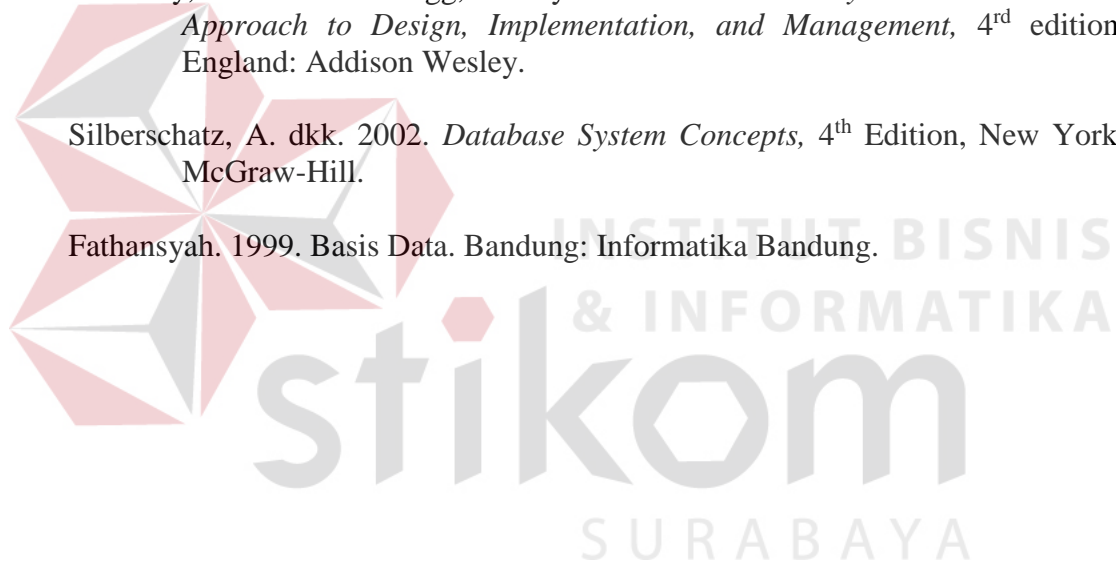 Approach to Design, Implementation, and Management, 4rd edition
England: Addison Wesley.
Silberschatz, A. dkk. 2002. Database System Concepts, 4th Edition, New York
McGraw-Hill.
Fathansyah. 1999. Basis Data. Bandung: Informatika Bandung.
INSTITUT BISNIS
& INFORMATIKA
stikom
SURABAYA